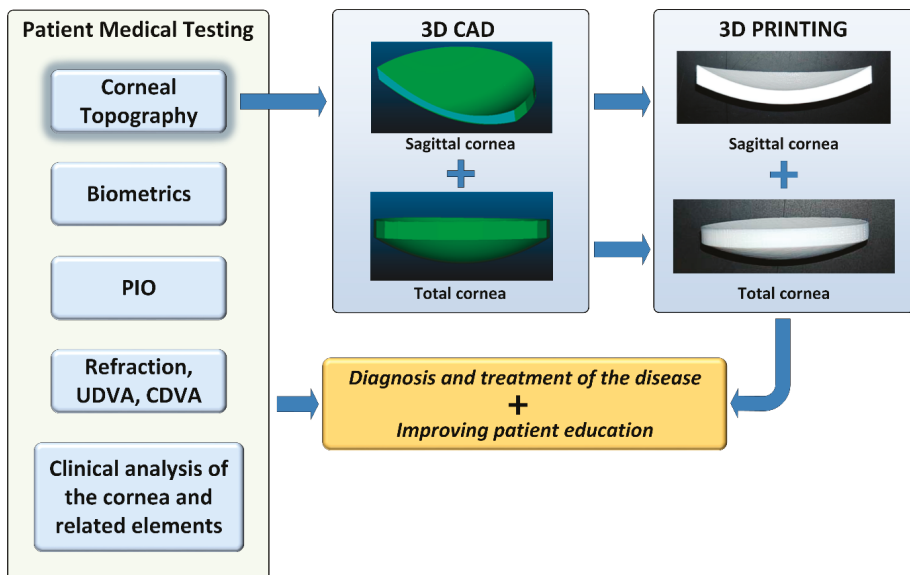 Patient Medical Testing
Corneal
Topography
Biometrics
PIO
Refraction,
UDVA, CDVA
Clinical analysis of
the cornea and
related elements
3D CAD
Sagittal cornea
+
Total cornea
3D PRINTING
Sagittal cornea
+
Total cornea
Diagnosis and treatment of the disease
+
Improving patient education